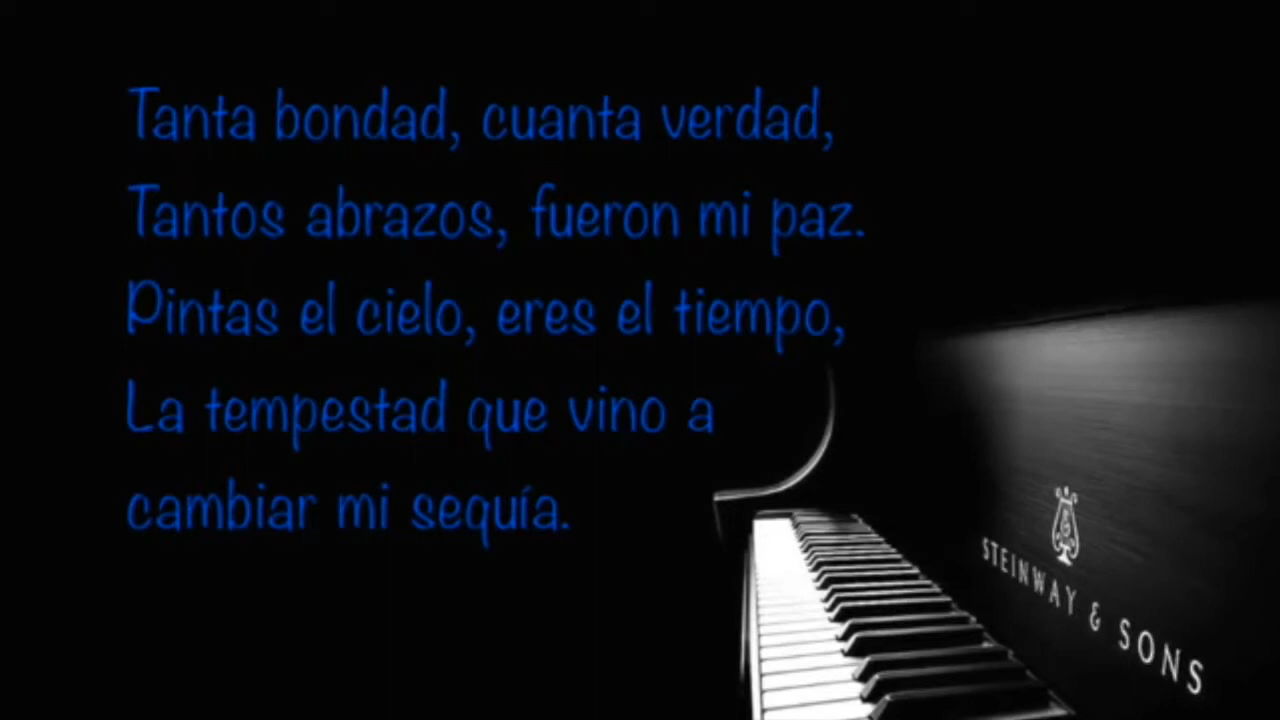 Tanta bondad, cuanta verdad,
Tantos abrazos, fueron mi paz.
Pintas el cielo, eres el tiempo,
La tempestad que vino a
cambiar mi sequía.
STEINWAY & SONS